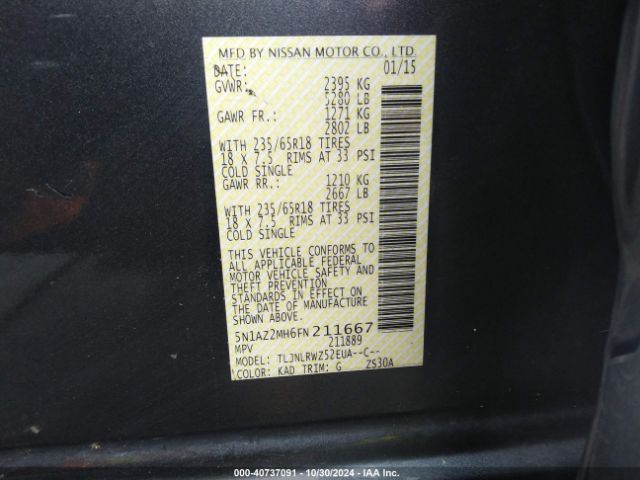 MFD BY NISSAN MOTOR CO., LTD.
DATE: 01/15
GVWR: 2395 KG
5280 LB
GAWR FR.: 1271 KG
2802 LB
WITH 235/65R18 TIRES
18 X 7.5 RIMS AT 33 PSI
COLD SINGLE
GAWR RR.: 1210 KG
2667 LB
WITH 235/65R18 TIRES
18 X 7.5 RIMS AT 33 PSI
COLD SINGLE
THIS VEHICLE CONFORMS TO
ALL APPLICABLE FEDERAL
MOTOR VEHICLE SAFETY AND
THEFT PREVENTION
STANDARDS IN EFFECT ON
THE DATE OF MANUFACTURE
SHOWN ABOVE.
5N1AZ2MH6FN211667
MPV 211889
MODEL: TLJNLRWZ52EUA--C--
COLOR: KAD TRIM: G ZS30A
000-40737091 - 10/30/2024 - IAA Inc.